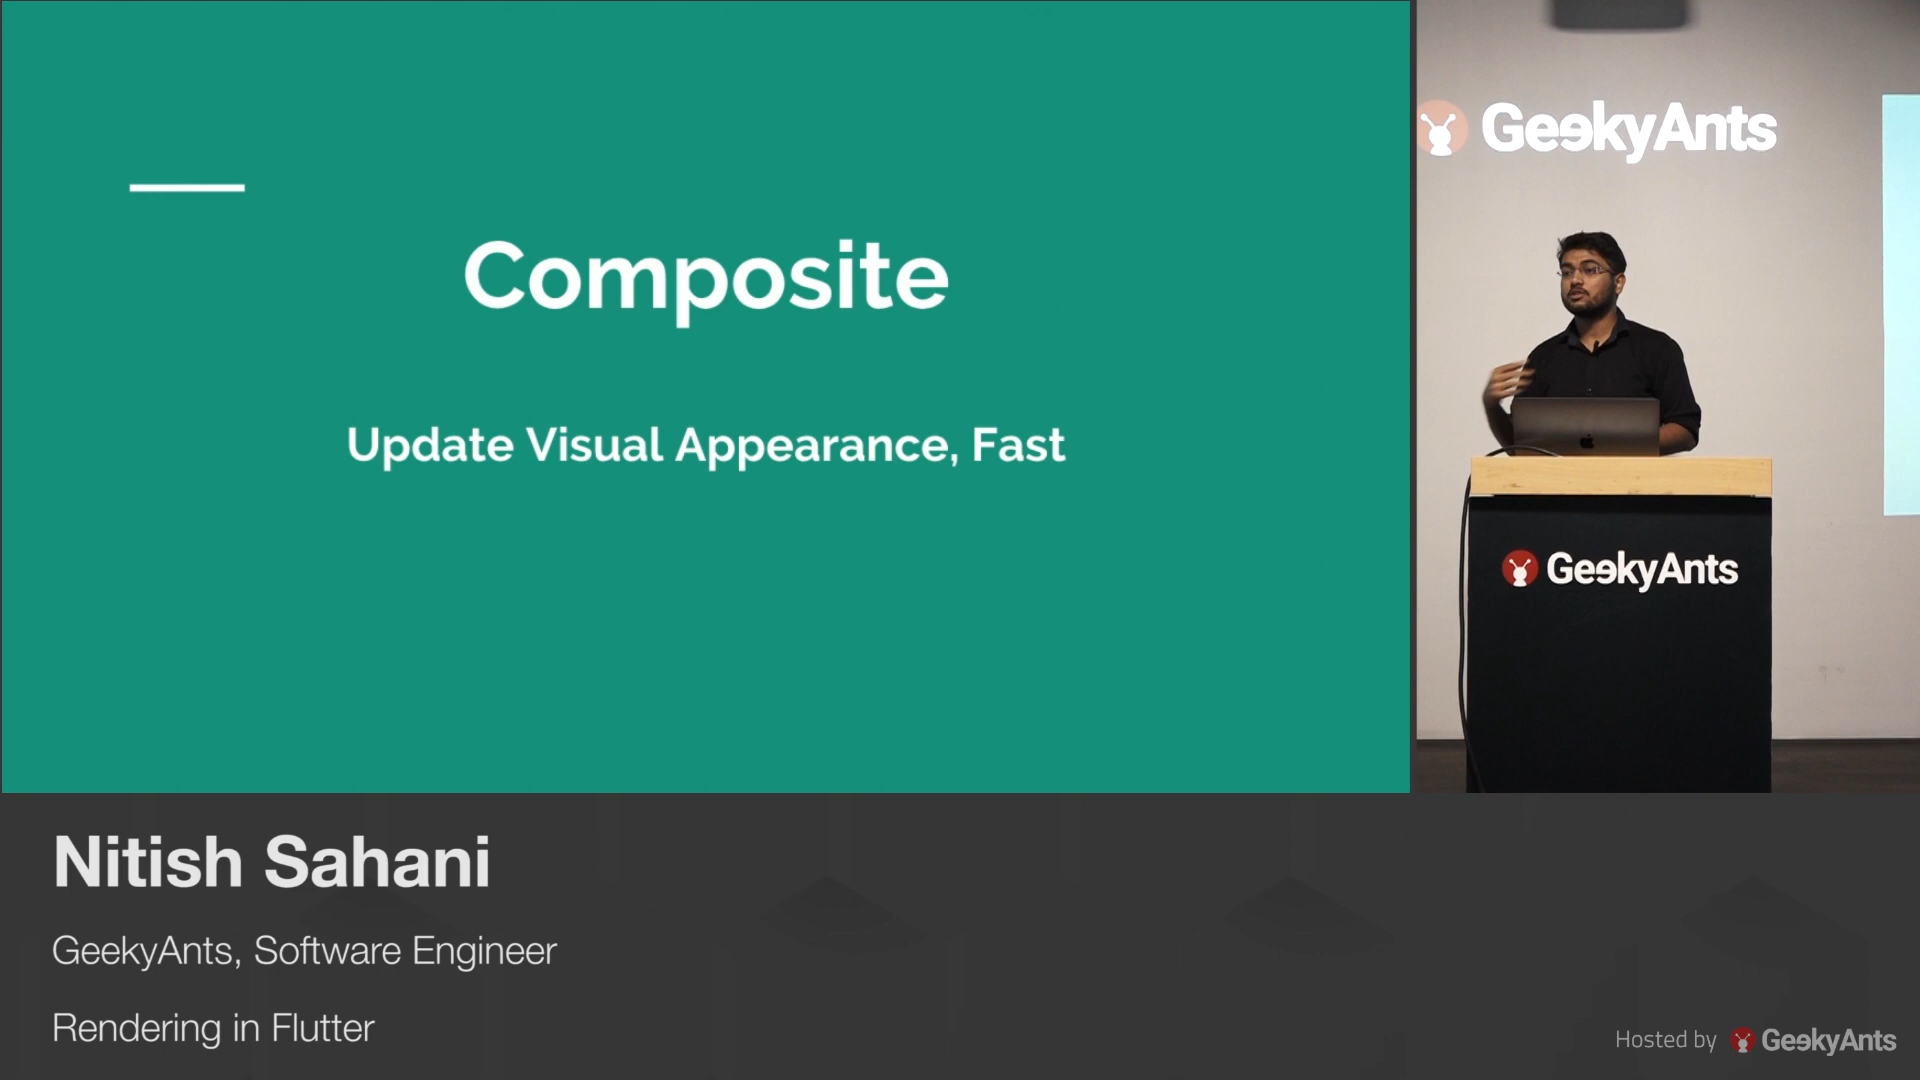 Composite
Update Visual Appearance, Fast
GeekyAnts
GeekyAnts
Nitish Sahani
GeekyAnts, Software Engineer
Rendering in Flutter
Hosted by GeekyAnts